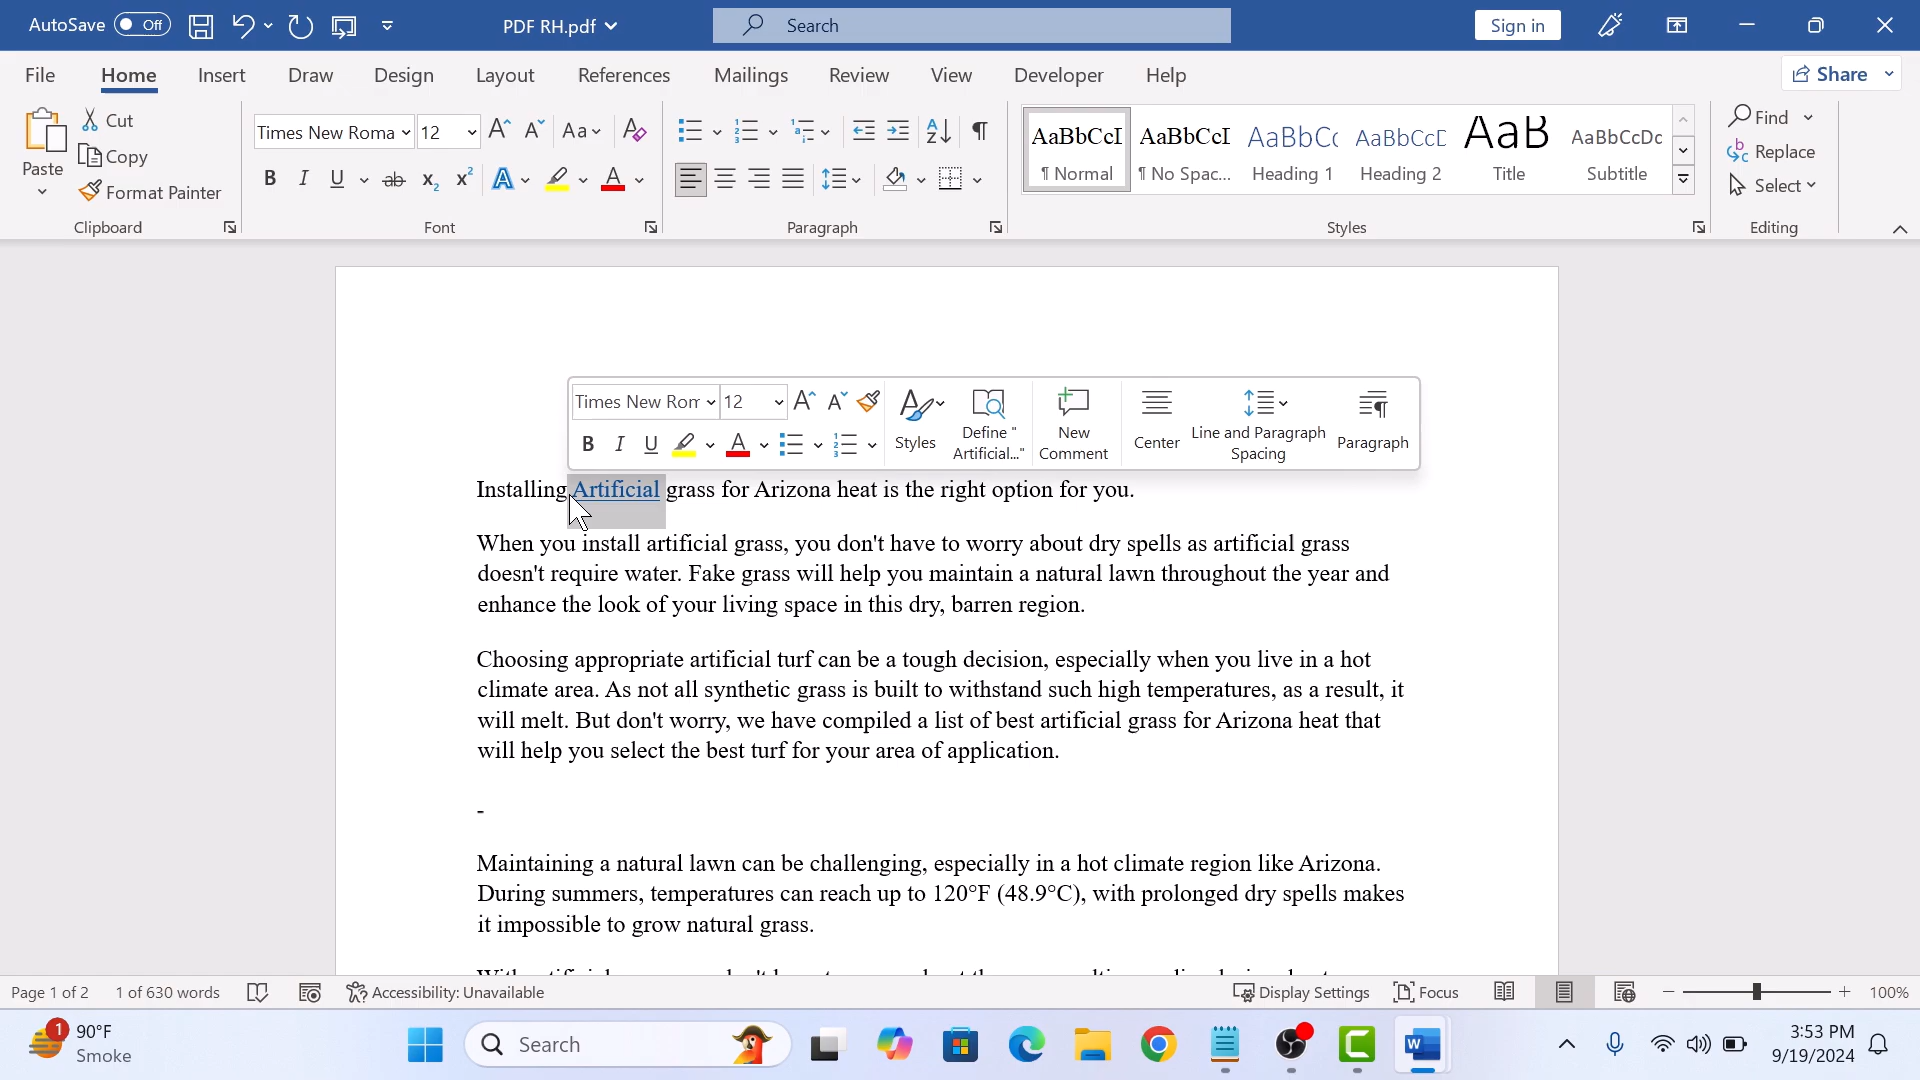 AutoSave Off PDF RH.pdf Search Sign in
File Home Insert Draw Design Layout References Mailings Review View Developer Help Share
Paste Cut Copy Format Painter Clipboard
Times New Roma 12 Aa Font
Paragraph
AaBbCcI AaBbCcI AaBbCc AaBbCcD AaB AaBbCcDc
¶ Normal ¶ No Spac... Heading 1 Heading 2 Title Subtitle
Styles
Find Replace Select Editing
Times New Ror 12 Styles Define "Artificial..." New Comment Center Line and Paragraph Spacing Paragraph
Installing Artificial grass for Arizona heat is the right option for you.
When you install artificial grass, you don't have to worry about dry spells as artificial grass
doesn't require water. Fake grass will help you maintain a natural lawn throughout the year and
enhance the look of your living space in this dry, barren region.
Choosing appropriate artificial turf can be a tough decision, especially when you live in a hot
climate area. As not all synthetic grass is built to withstand such high temperatures, as a result, it
will melt. But don't worry, we have compiled a list of best artificial grass for Arizona heat that
will help you select the best turf for your area of application.
-
Maintaining a natural lawn can be challenging, especially in a hot climate region like Arizona.
During summers, temperatures can reach up to 120°F (48.9°C), with prolonged dry spells makes
it impossible to grow natural grass.
Page 1 of 2 1 of 630 words Accessibility: Unavailable Display Settings Focus 100%
1 90°F Smoke Search 3:53 PM 9/19/2024